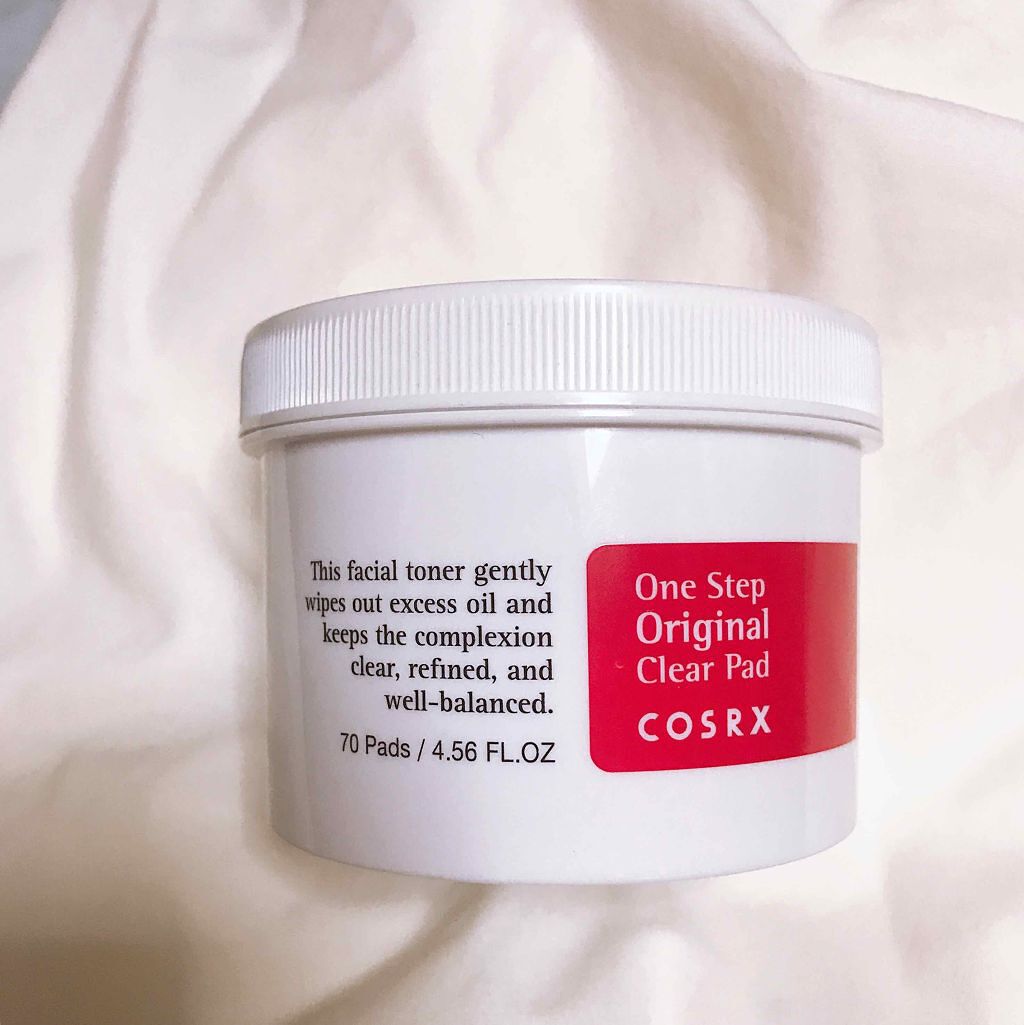 This facial toner gently
wipes out excess oil and
keeps the complexion
clear, refined, and
well-balanced.
70 Pads / 4.56 FL.OZ
One Step
Original
Clear Pad
COSRX